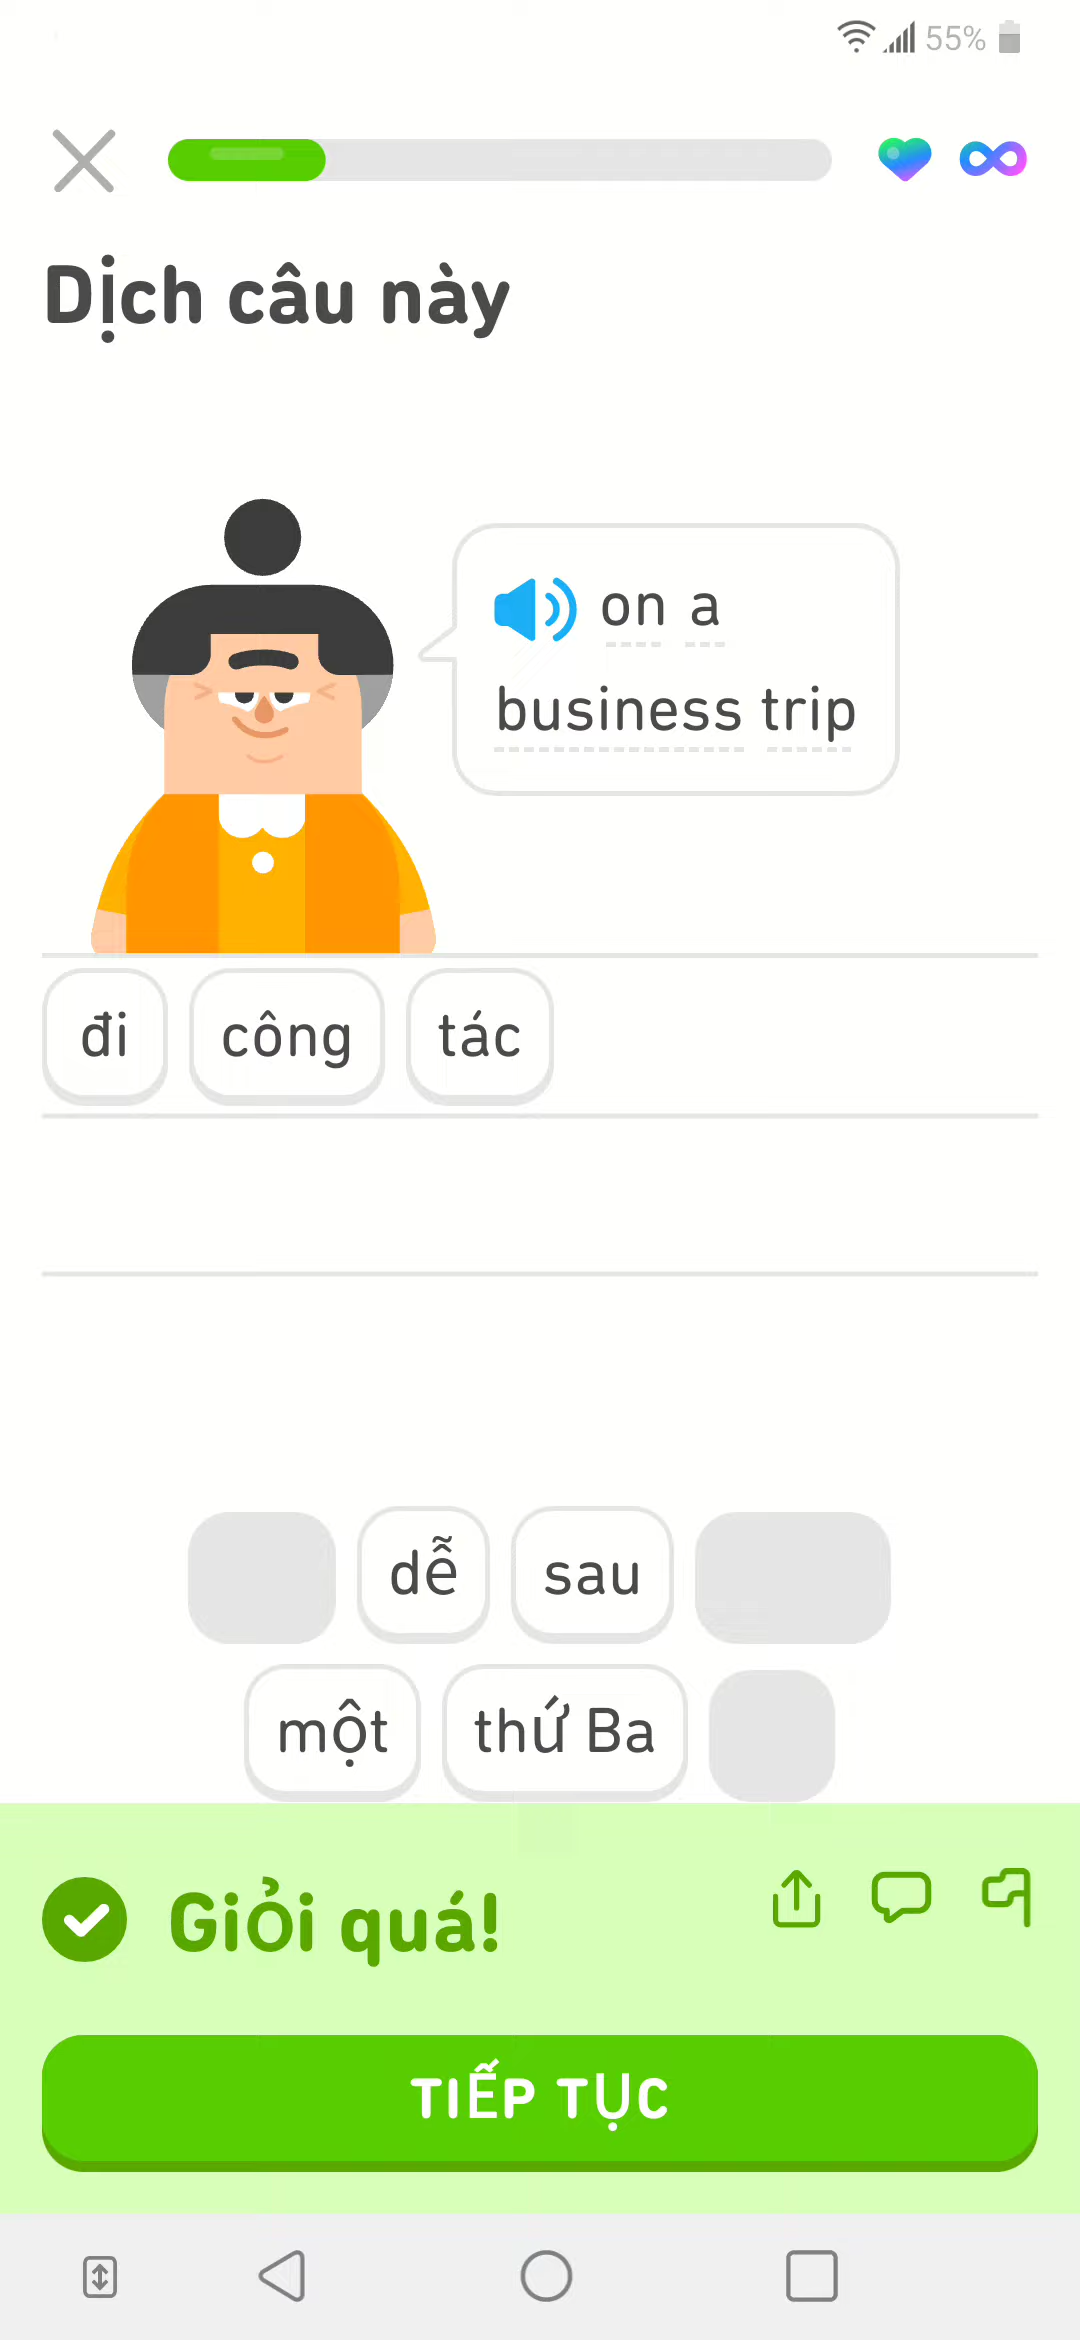 55%
Dịch câu này
on a
business trip
đi công tác
dễ sau
một thứ Ba
Giỏi quá!
TIẾP TỤC